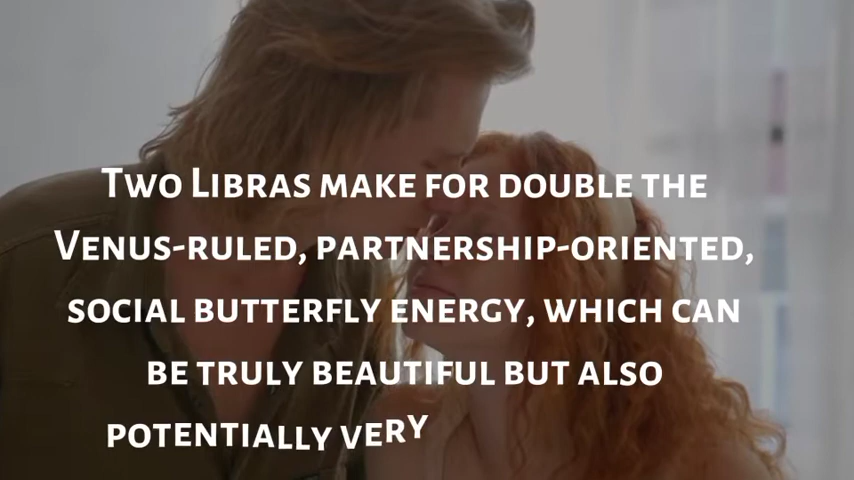 Two Libras make for double the
Venus-ruled, partnership-oriented,
social butterfly energy, which can
be truly beautiful but also
potentially very